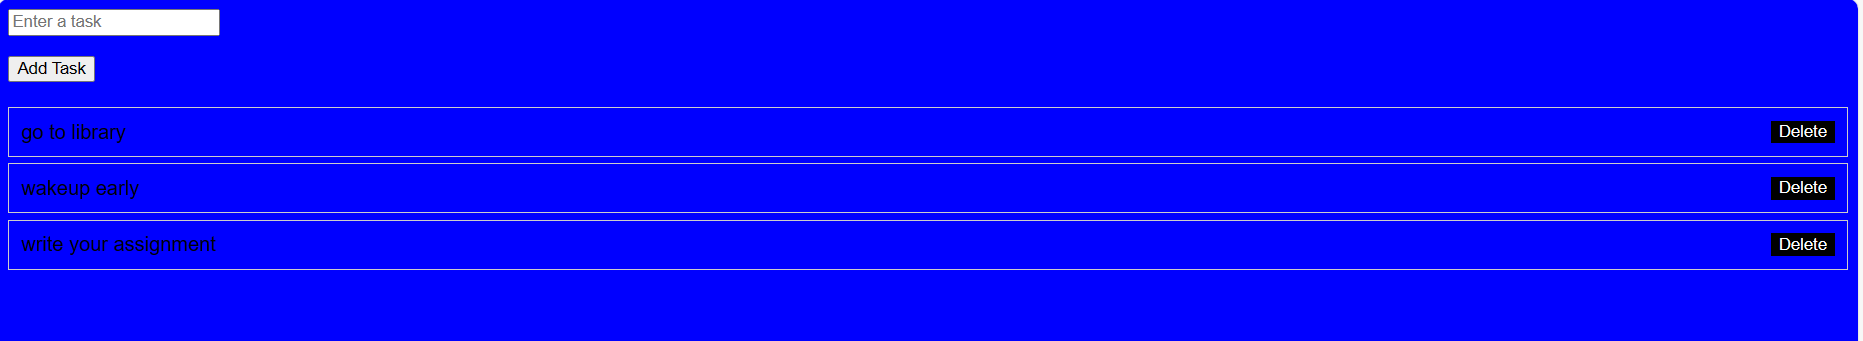 Enter a task
Add Task
go to library
Delete
wakeup early
Delete
write your assignment
Delete